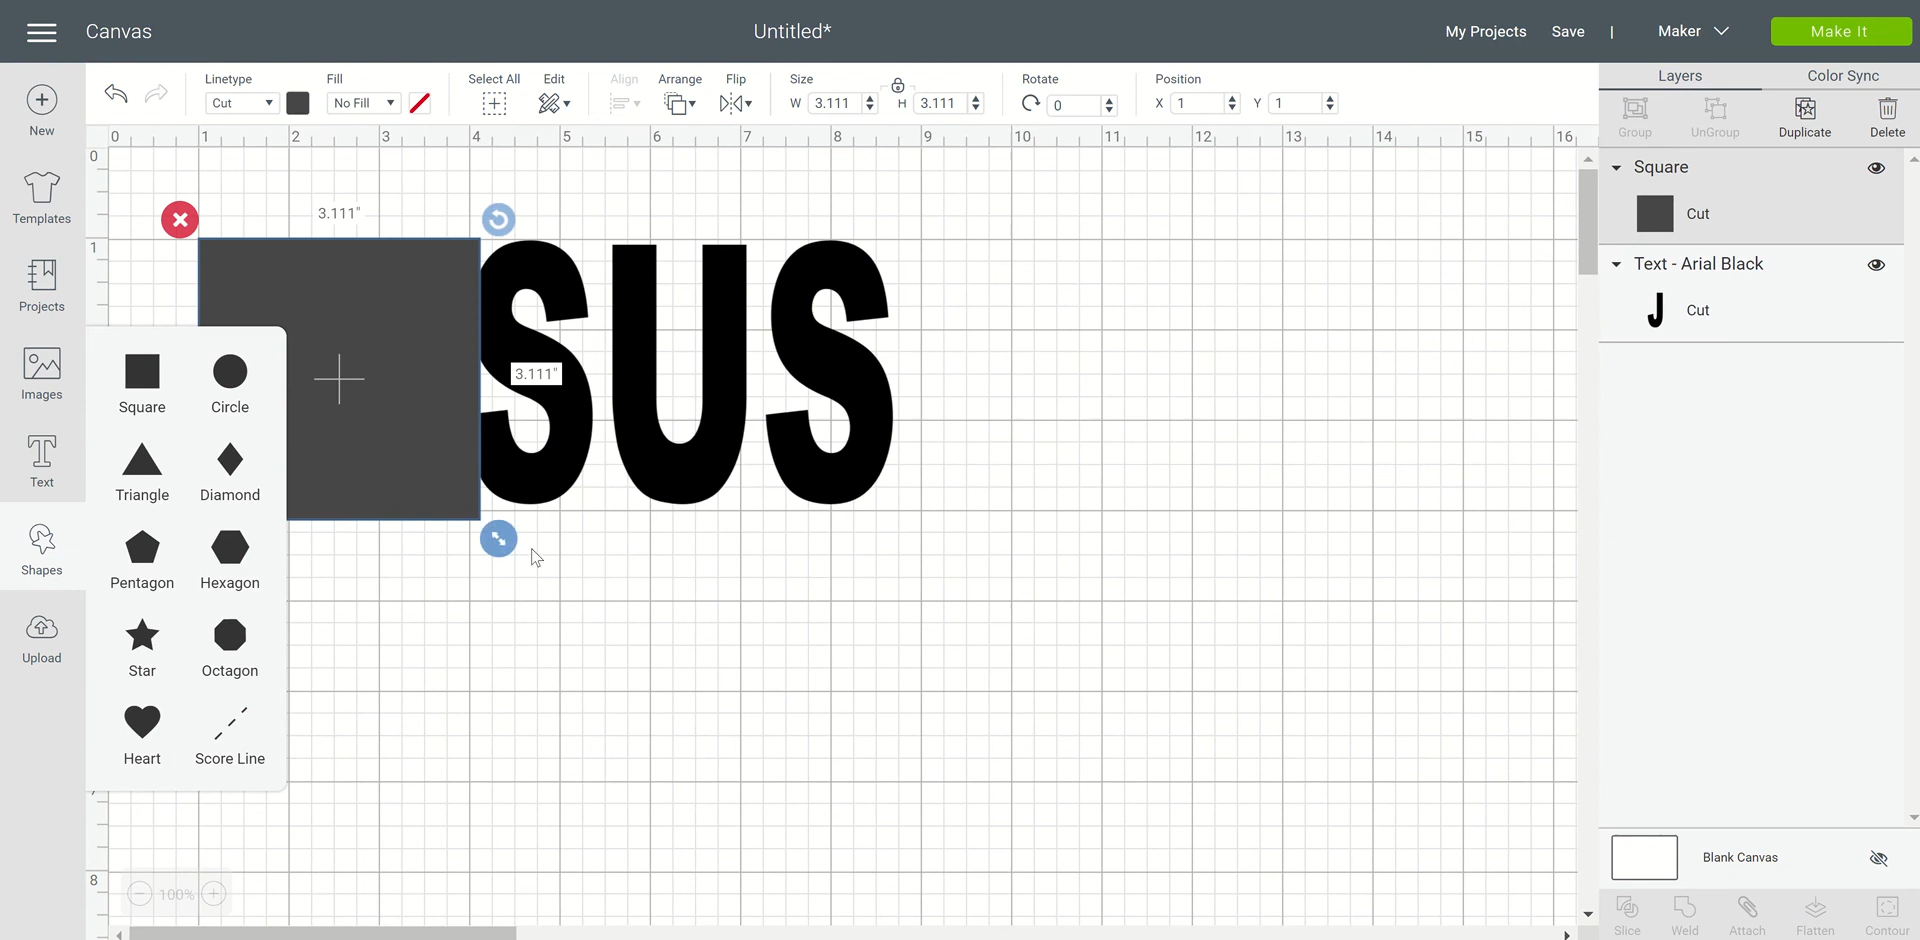 Canvas
Untitled*
My Projects
Save
|
Maker
Make It
New
Templates
Projects
Images
Text
Shapes
Upload
Linetype
Cut
Fill
No Fill
Select All
Edit
Align
Arrange
Flip
Size
W 3.111
H 3.111
Rotate
0
Position
X 1
Y 1
0 1 2 3 4 5 6 7 8 9 10 11 12 13 14 15 16
0
1
8
3.111"
3.111"
SUS
Square
Circle
Triangle
Diamond
Pentagon
Hexagon
Star
Octagon
Heart
Score Line
100%
Layers
Color Sync
Group
UnGroup
Duplicate
Delete
Square
Cut
Text - Arial Black
J
Cut
Blank Canvas
Slice
Weld
Attach
Flatten
Contour